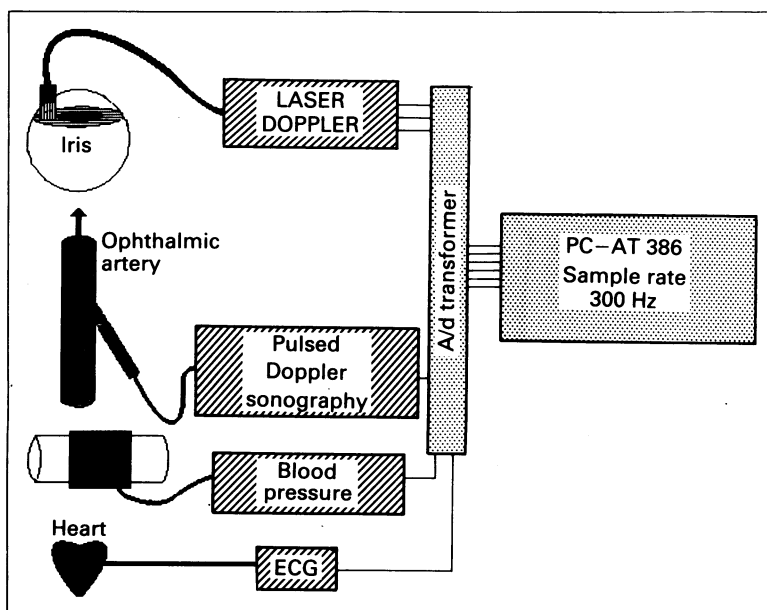 LASER
DOPPLER
Iris
Ophthalmic
artery
A/d transformer
PC-AT 386
Sample rate
300 Hz
Pulsed
Doppler
sonography
Blood
pressure
Heart
ECG